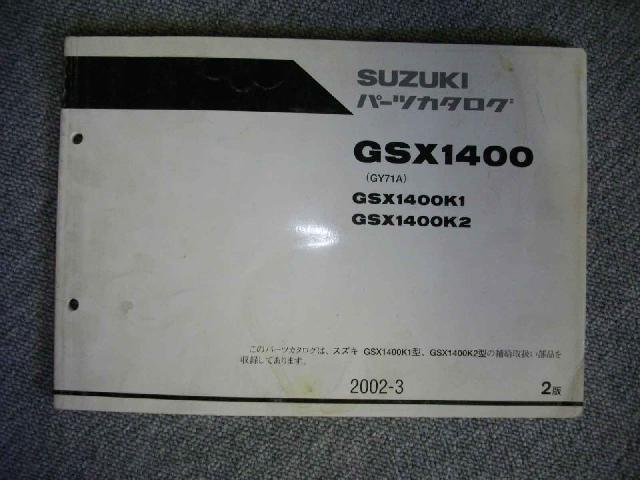 SUZUKI
パーツカタログ
GSX1400
(GY71A)
GSX1400K1
GSX1400K2
このパーツカタログは、スズキ GSX1400K1型、GSX1400K2型の補給取扱い部品を
収録してあります。
2002-3
2版